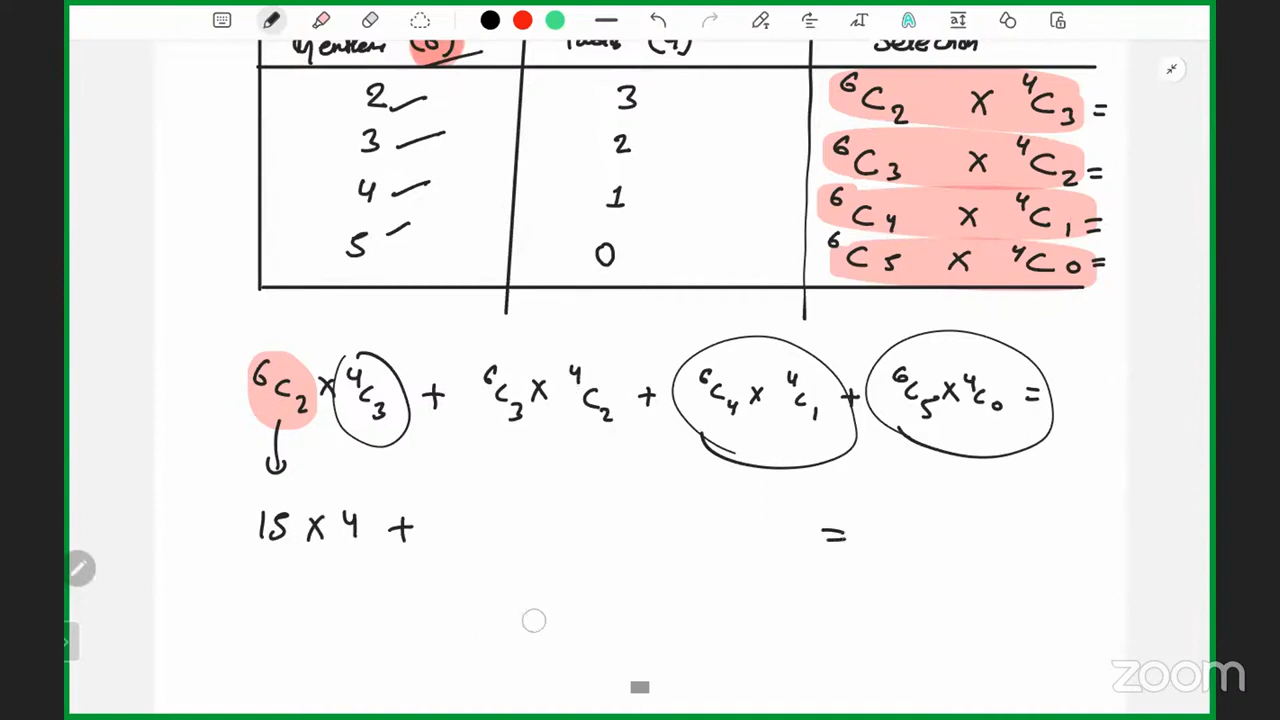 (6) (4) Selection
2 3 ⁶C₂ X ⁴C₃ =
3 2 ⁶C₃ X ⁴C₂ =
4 1 ⁶C₄ X ⁴C₁ =
5 0 ⁶C₅ X ⁴C₀ =
⁶C₂ X ⁴C₃ + ⁶C₃ X ⁴C₂ + ⁶C₄ X ⁴C₁ + ⁶C₅ X ⁴C₀ =
15 X 4 + =
zoom